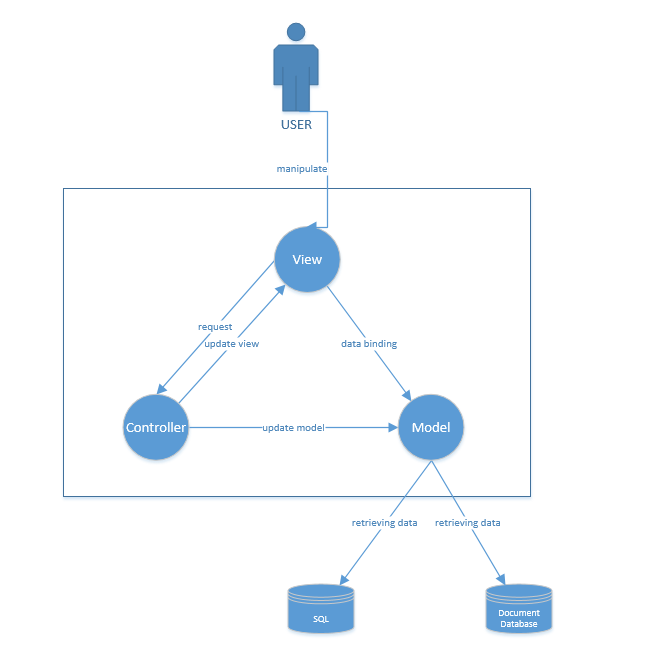 USER
manipulate
View
request
update view
data binding
Controller
update model
Model
retrieving data
retrieving data
SQL
Document
Database